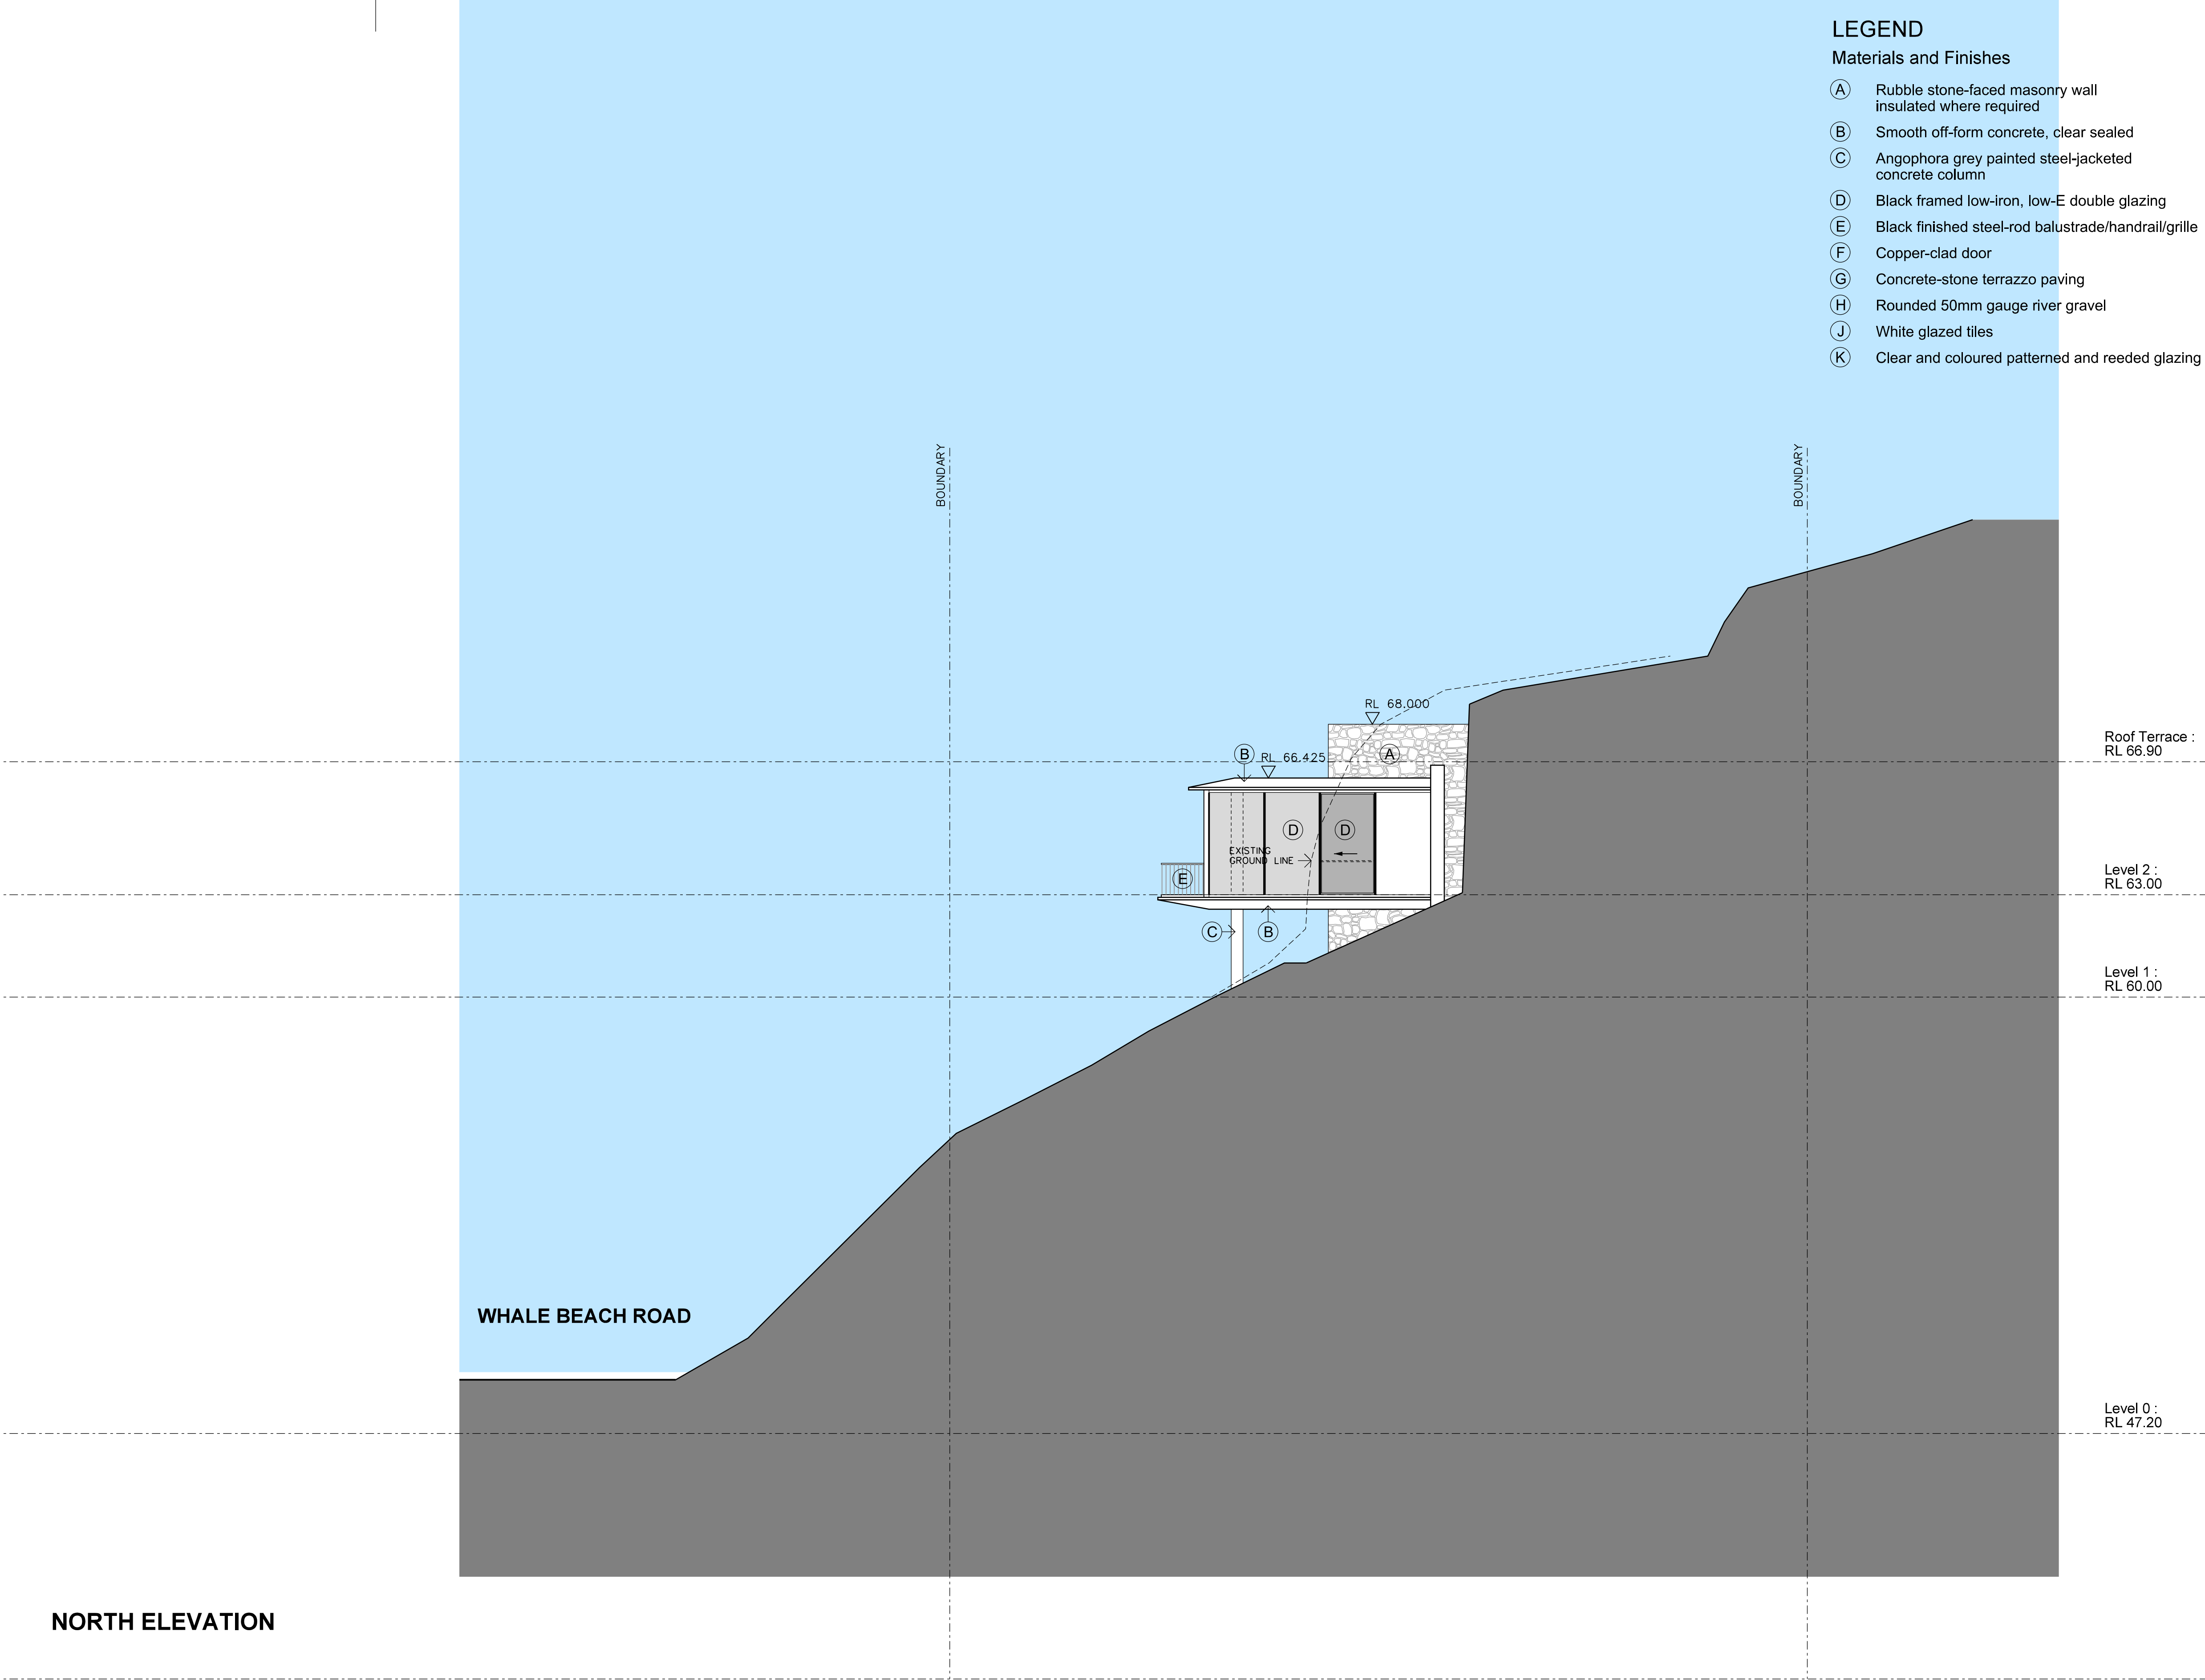 LEGEND
Materials and Finishes
A Rubble stone-faced masonry wall
insulated where required
B Smooth off-form concrete, clear sealed
C Angophora grey painted steel-jacketed
concrete column
D Black framed low-iron, low-E double glazing
E Black finished steel-rod balustrade/handrail/grille
F Copper-clad door
G Concrete-stone terrazzo paving
H Rounded 50mm gauge river gravel
J White glazed tiles
K Clear and coloured patterned and reeded glazing
BOUNDARY
BOUNDARY
RL 68.000
B
RL 66.425
A
Roof Terrace :
RL 66.90
D
D
EXISTING
GROUND LINE
E
Level 2 :
RL 63.00
C
B
Level 1 :
RL 60.00
WHALE BEACH ROAD
Level 0 :
RL 47.20
NORTH ELEVATION